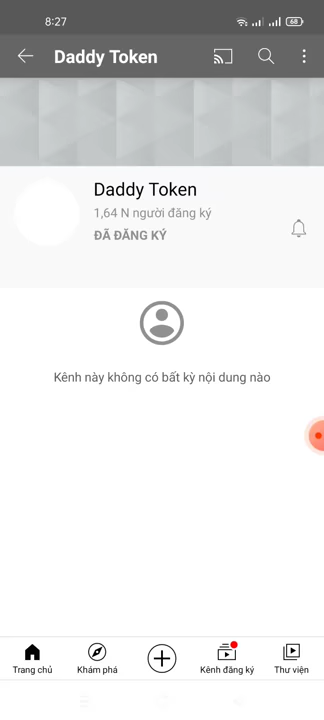 8:27
68
Daddy Token
Daddy Token
1,64 N người đăng ký
ĐÃ ĐĂNG KÝ
Kênh này không có bất kỳ nội dung nào
Trang chủ
Khám phá
Kênh đăng ký
Thư viện